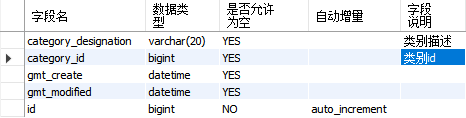 字段名 数据类型 是否允许为空 自动增量 字段说明
category_designation varchar(20) YES 类别描述
category_id bigint YES 类别id
gmt_create datetime YES
gmt_modified datetime YES
id bigint NO auto_increment